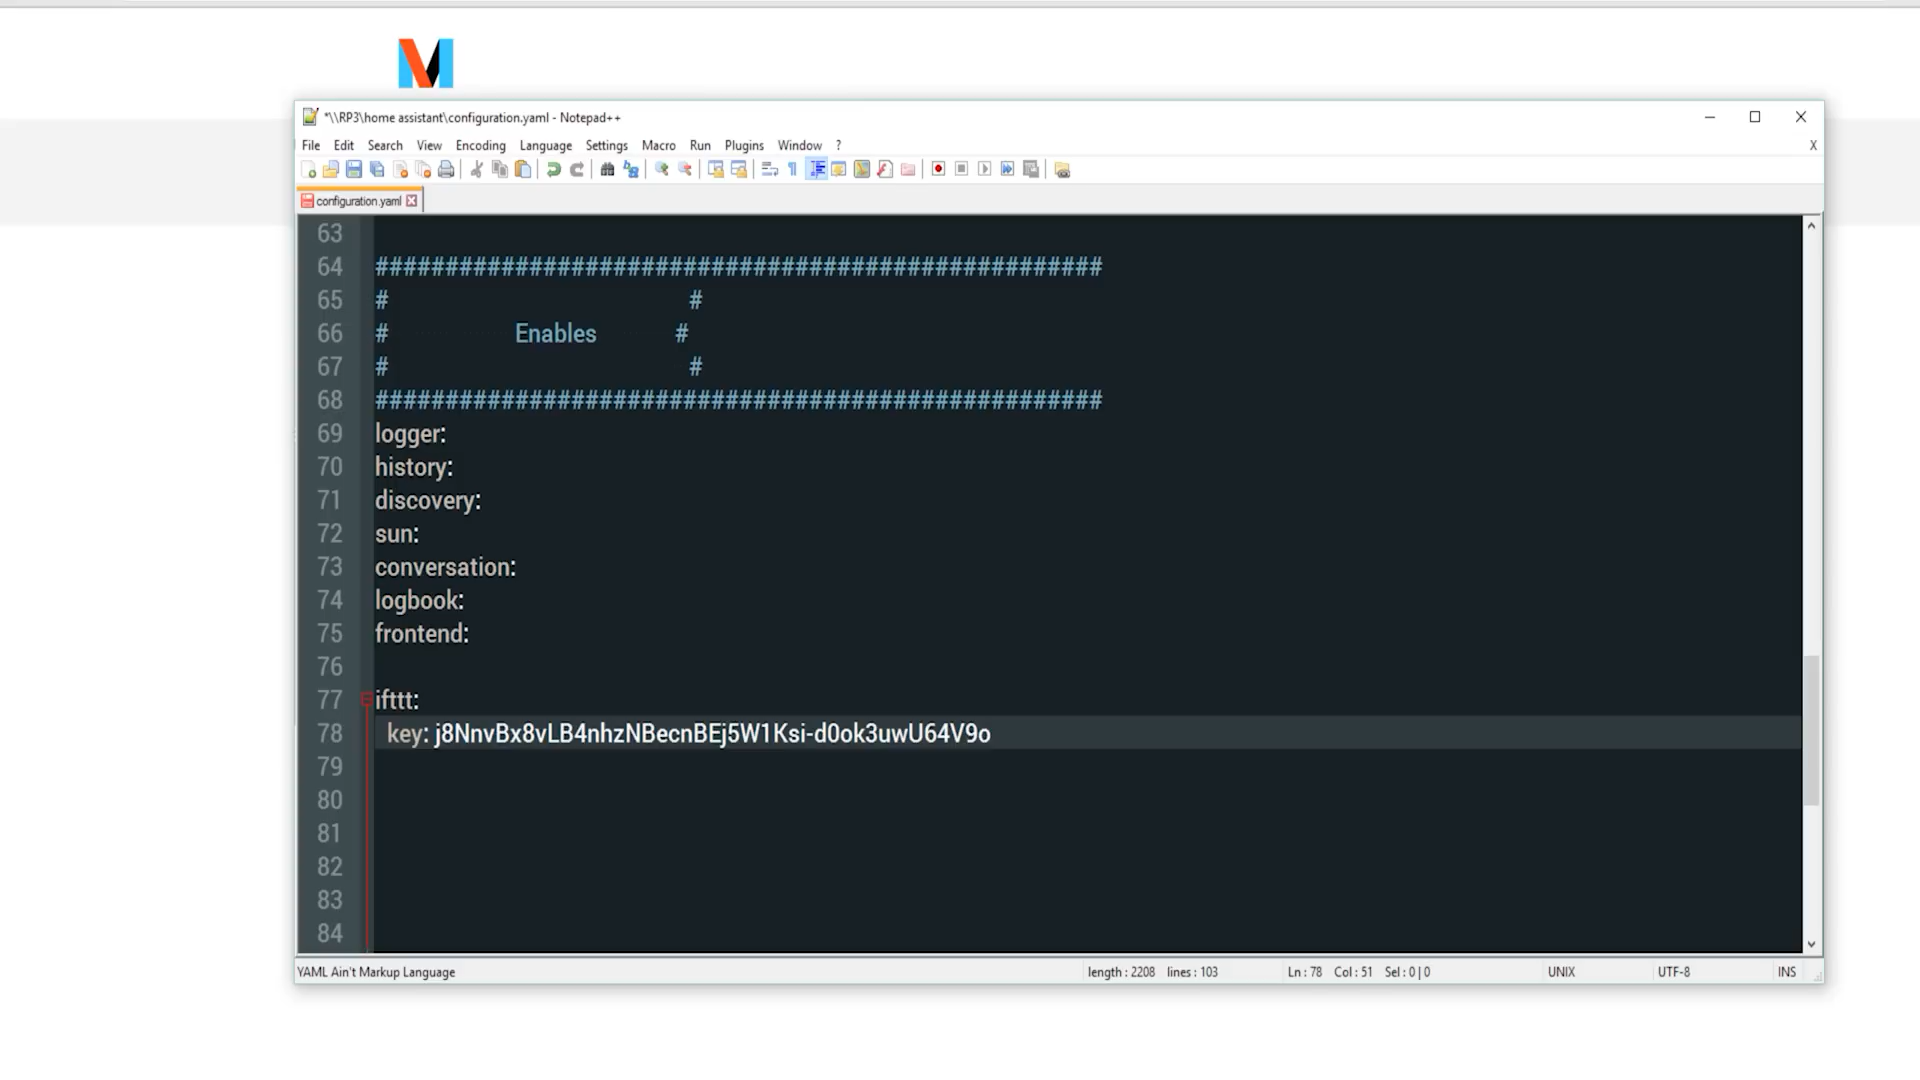 M
*\\RP3\home assistant\configuration.yaml - Notepad++
File Edit Search View Encoding Language Settings Macro Run Plugins Window ? X
configuration.yaml
63
64 ####################################################
65 # #
66 # Enables #
67 # #
68 ####################################################
69 logger:
70 history:
71 discovery:
72 sun:
73 conversation:
74 logbook:
75 frontend:
76
77 ifttt:
78 key: j8NnvBx8vLB4nhzNBecnBEj5W1Ksi-d0ok3uwU64V9o
79
80
81
82
83
84
YAML Ain't Markup Language length : 2208 lines : 103 Ln : 78 Col : 51 Sel : 0 | 0 UNIX UTF-8 INS